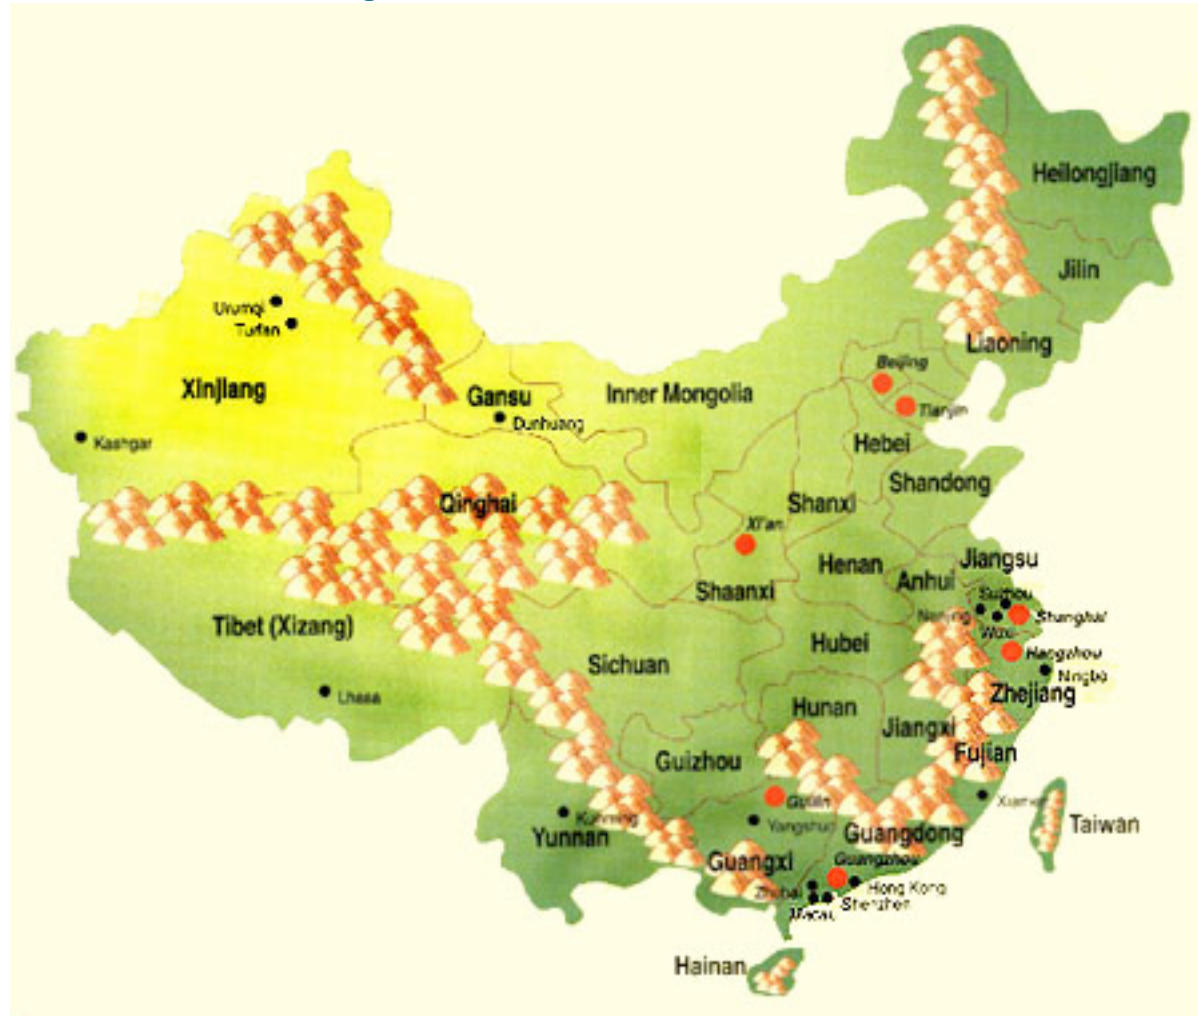 Heilongjiang
Jilin
Liaoning
Urumqi
Turfan
Beijing
Xinjiang
Gansu
Inner Mongolia
Tianjin
Dunhuang
Kashgar
Hebei
Shandong
Qinghai
Shanxi
Xi'an
Jiangsu
Henan
Anhui
Shaanxi
Suzhou
Nanjing
Shanghai
Wuxi
Tibet (Xizang)
Hubei
Hangzhou
Sichuan
Ningbo
Zhejiang
Lhasa
Hunan
Jiangxi
Fujian
Guizhou
Guilin
Xiamen
Kunming
Yangshuo
Taiwan
Yunnan
Guangdong
Guangxi
Guangzhou
Hong Kong
Zhuhai
Shenzhen
Macau
Hainan